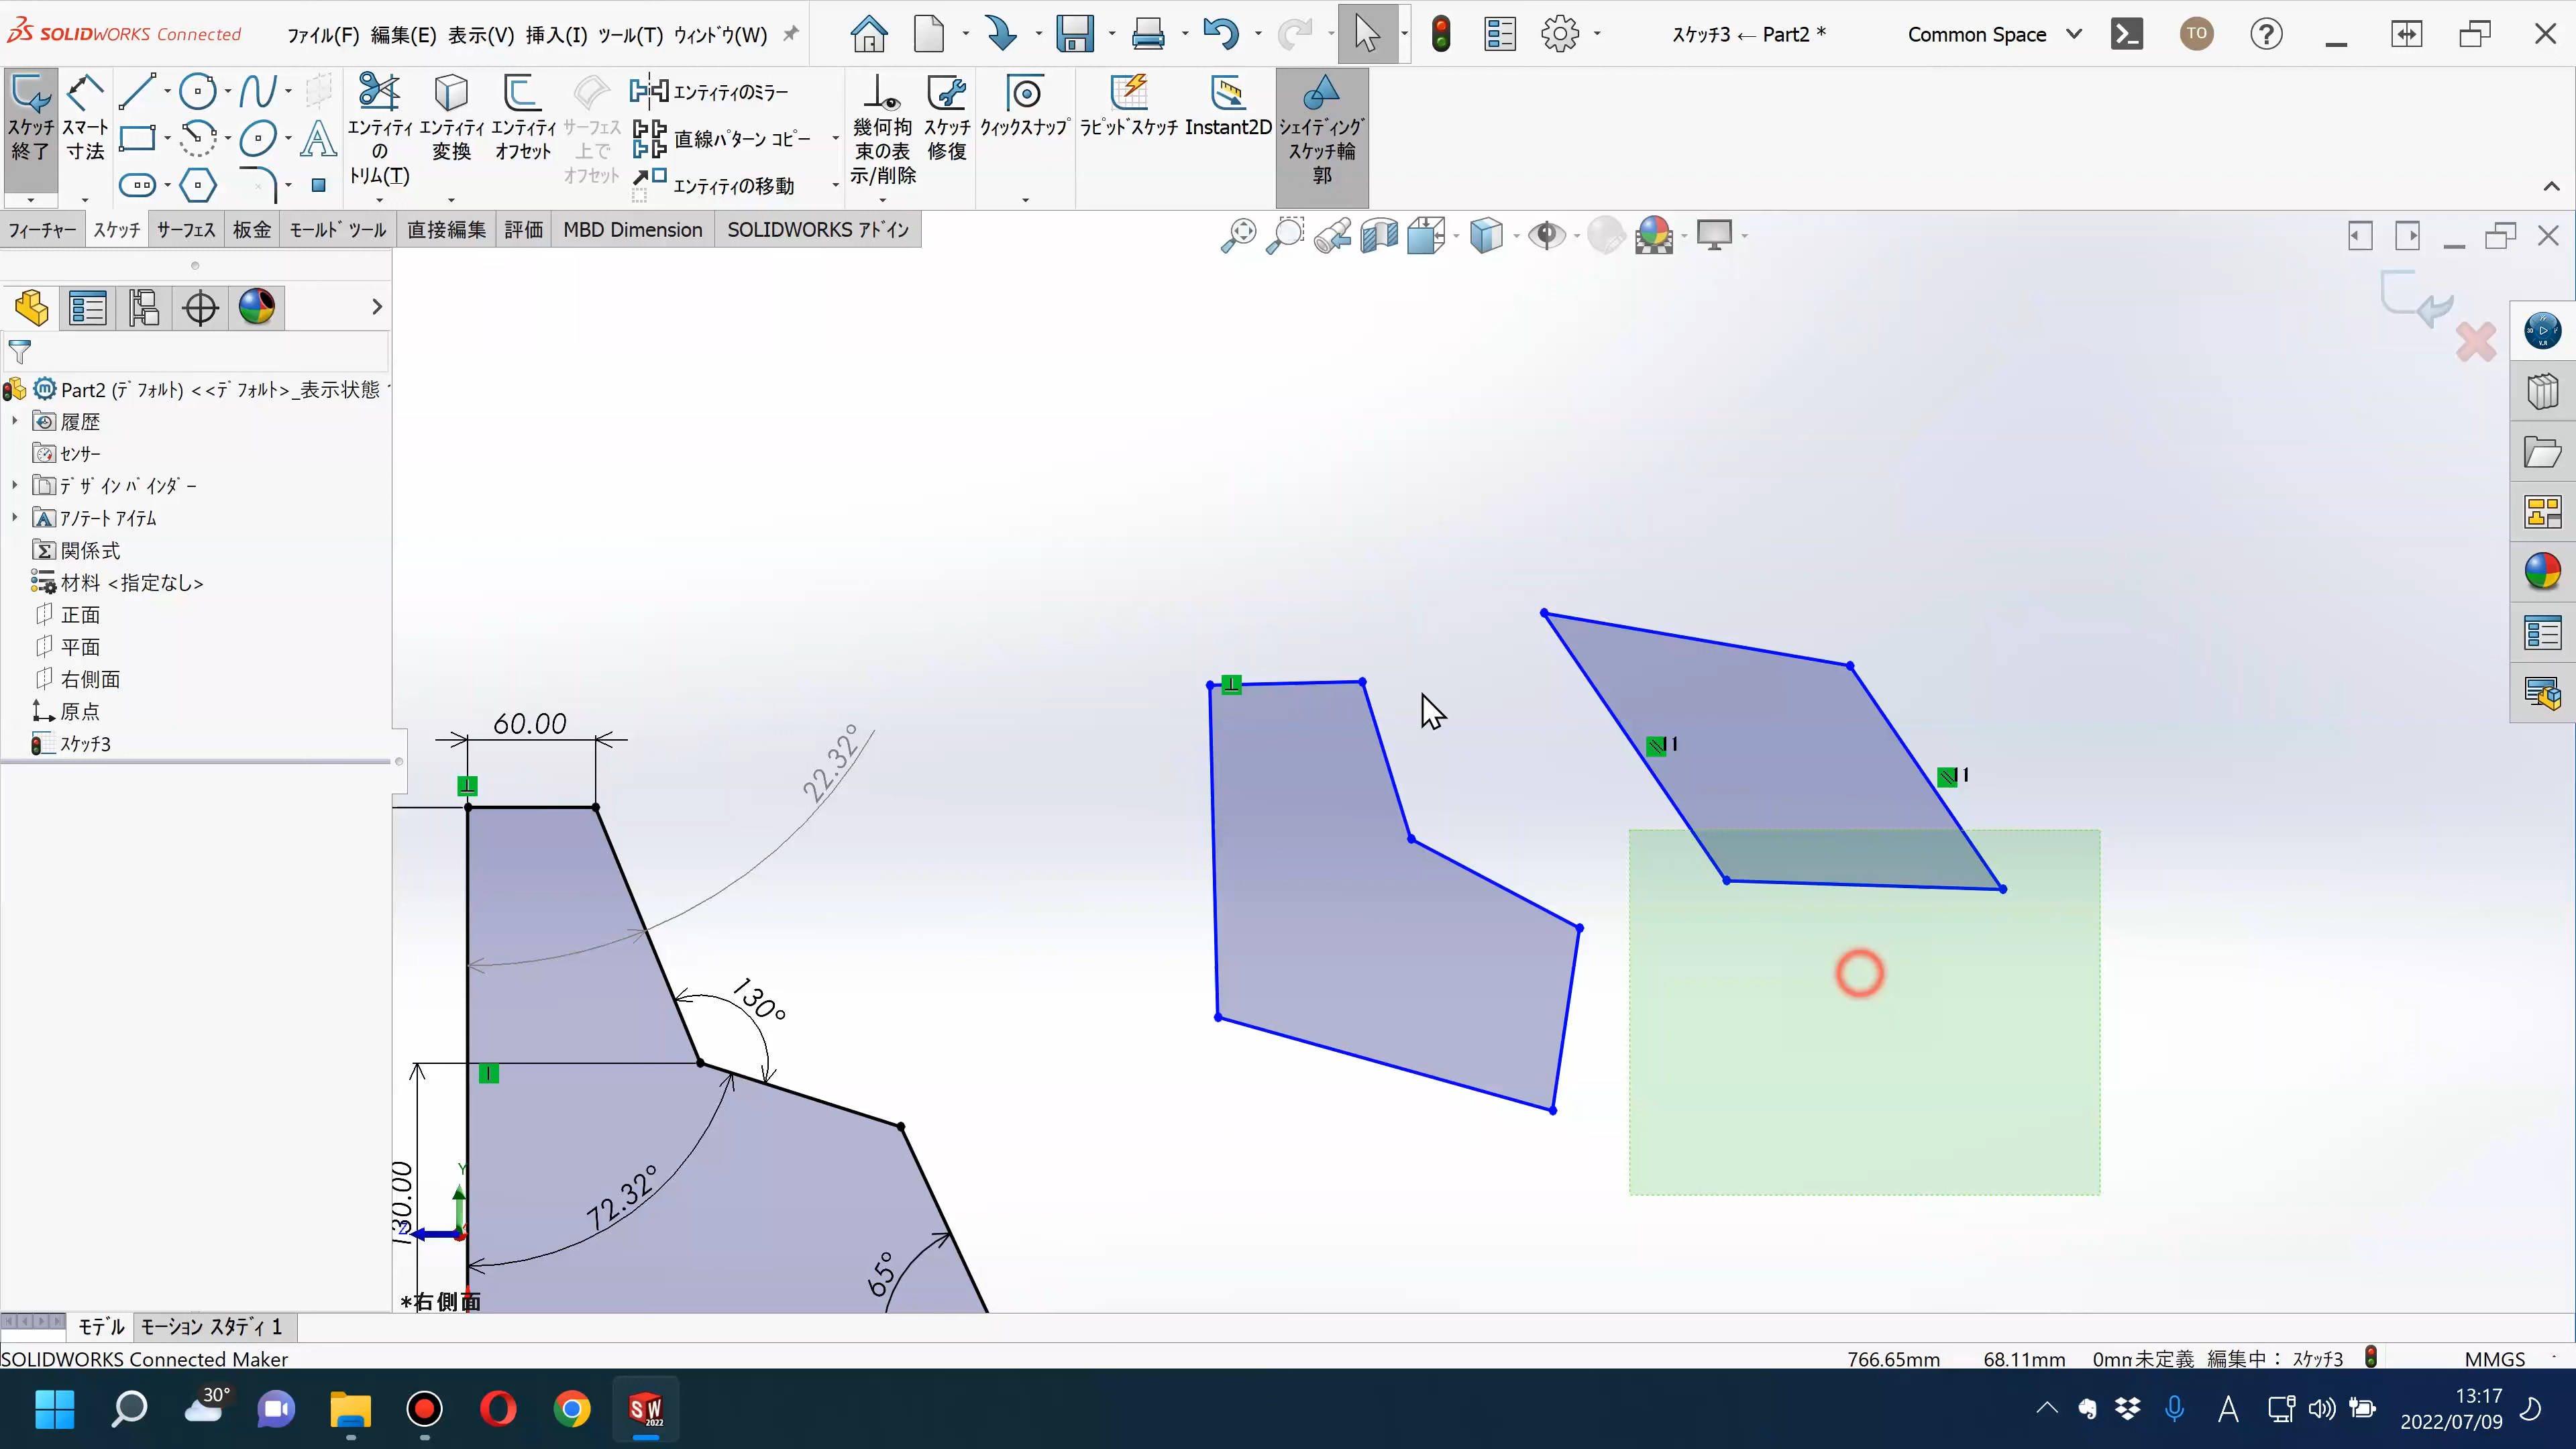 SOLIDWORKS Connected
ファイル(F) 編集(E) 表示(V) 挿入(I) ツール(T) ウィンドウ(W)
スケッチ3 ← Part2 *
Common Space
TO
スケッチ終了
スマート寸法
エンティティのトリム(T)
エンティティ変換
エンティティオフセット
サーフェス上でオフセット
エンティティのミラー
直線パターン コピー
エンティティの移動
幾何拘束の表示/削除
スケッチ修復
クィックスナップ
ラピッドスケッチ
Instant2D
シェイディングスケッチ輪郭
フィーチャー スケッチ サーフェス 板金 モールド ツール 直接編集 評価 MBD Dimension SOLIDWORKS アドイン
Part2 (デフォルト) <<デフォルト>_表示状態
履歴
センサー
デザイン バインダー
アノテート アイテム
関係式
材料 <指定なし>
正面
平面
右側面
原点
スケッチ3
60.00
22.32°
130°
72.32°
65°
Y
Z
*右側面
11
11
モデル モーション スタディ 1
SOLIDWORKS Connected Maker
766.65mm 68.11mm 0mm 未定義 編集中： スケッチ3 MMGS
30°
SW
2022
A
13:17
2022/07/09